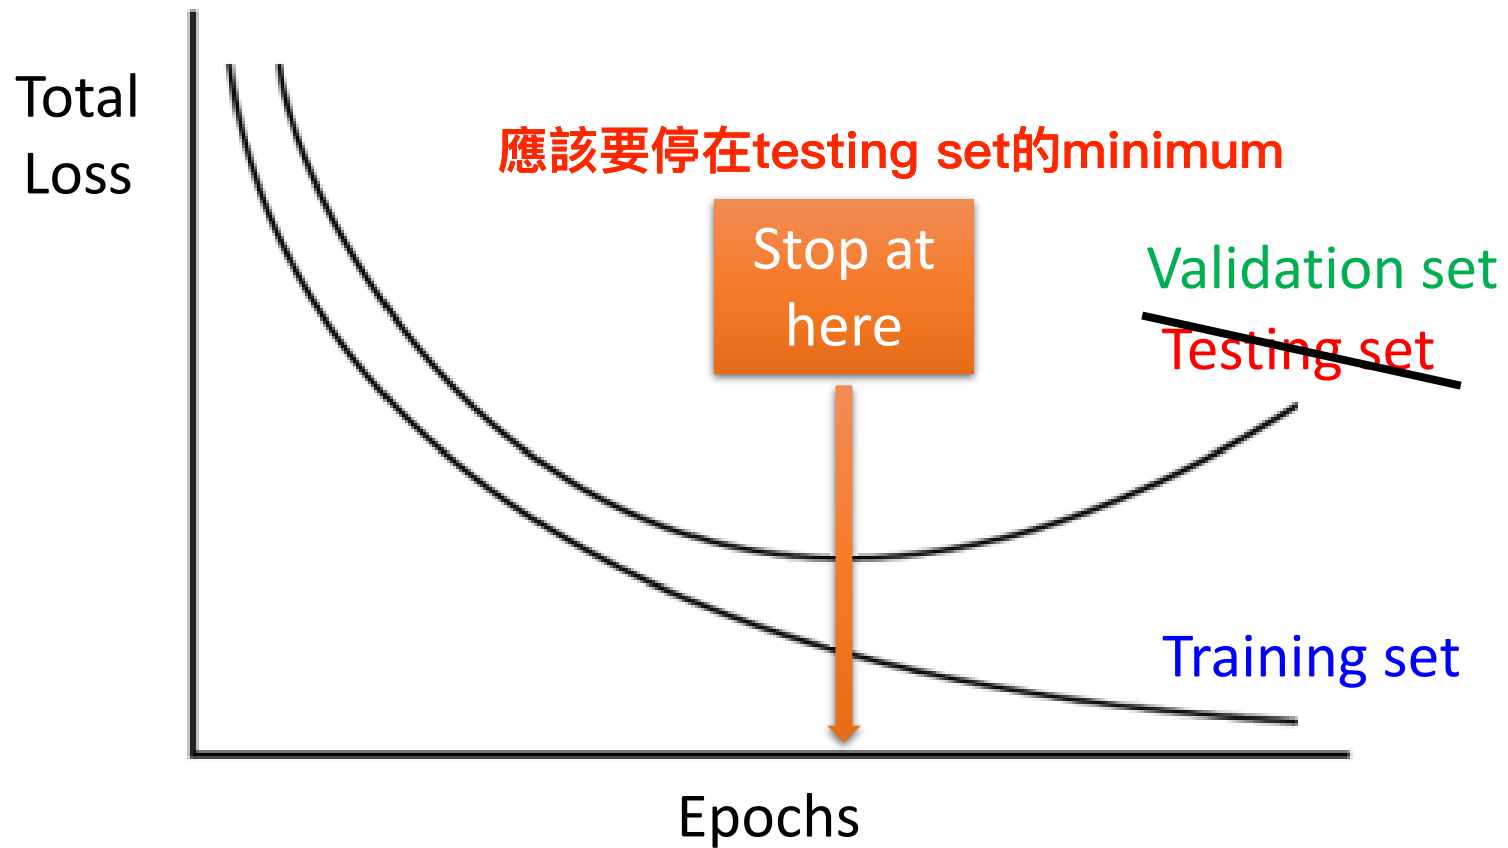 Total
Loss
應該要停在testing set的minimum
Stop at
here
Validation set
Testing set
Training set
Epochs